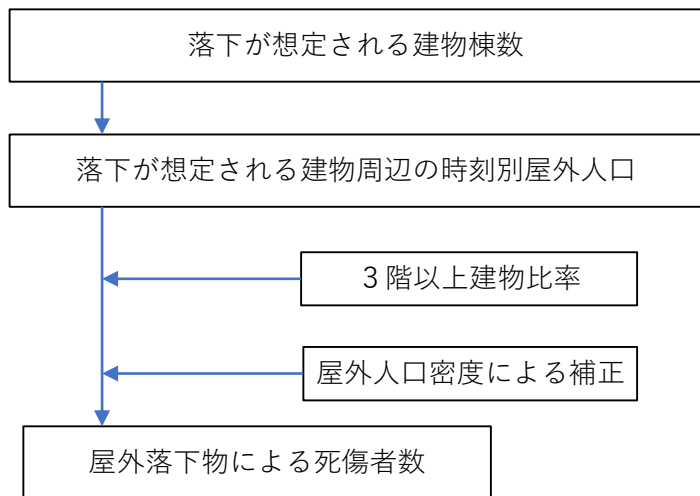 落下が想定される建物棟数
落下が想定される建物周辺の時刻別屋外人口
３階以上建物比率
屋外人口密度による補正
屋外落下物による死傷者数